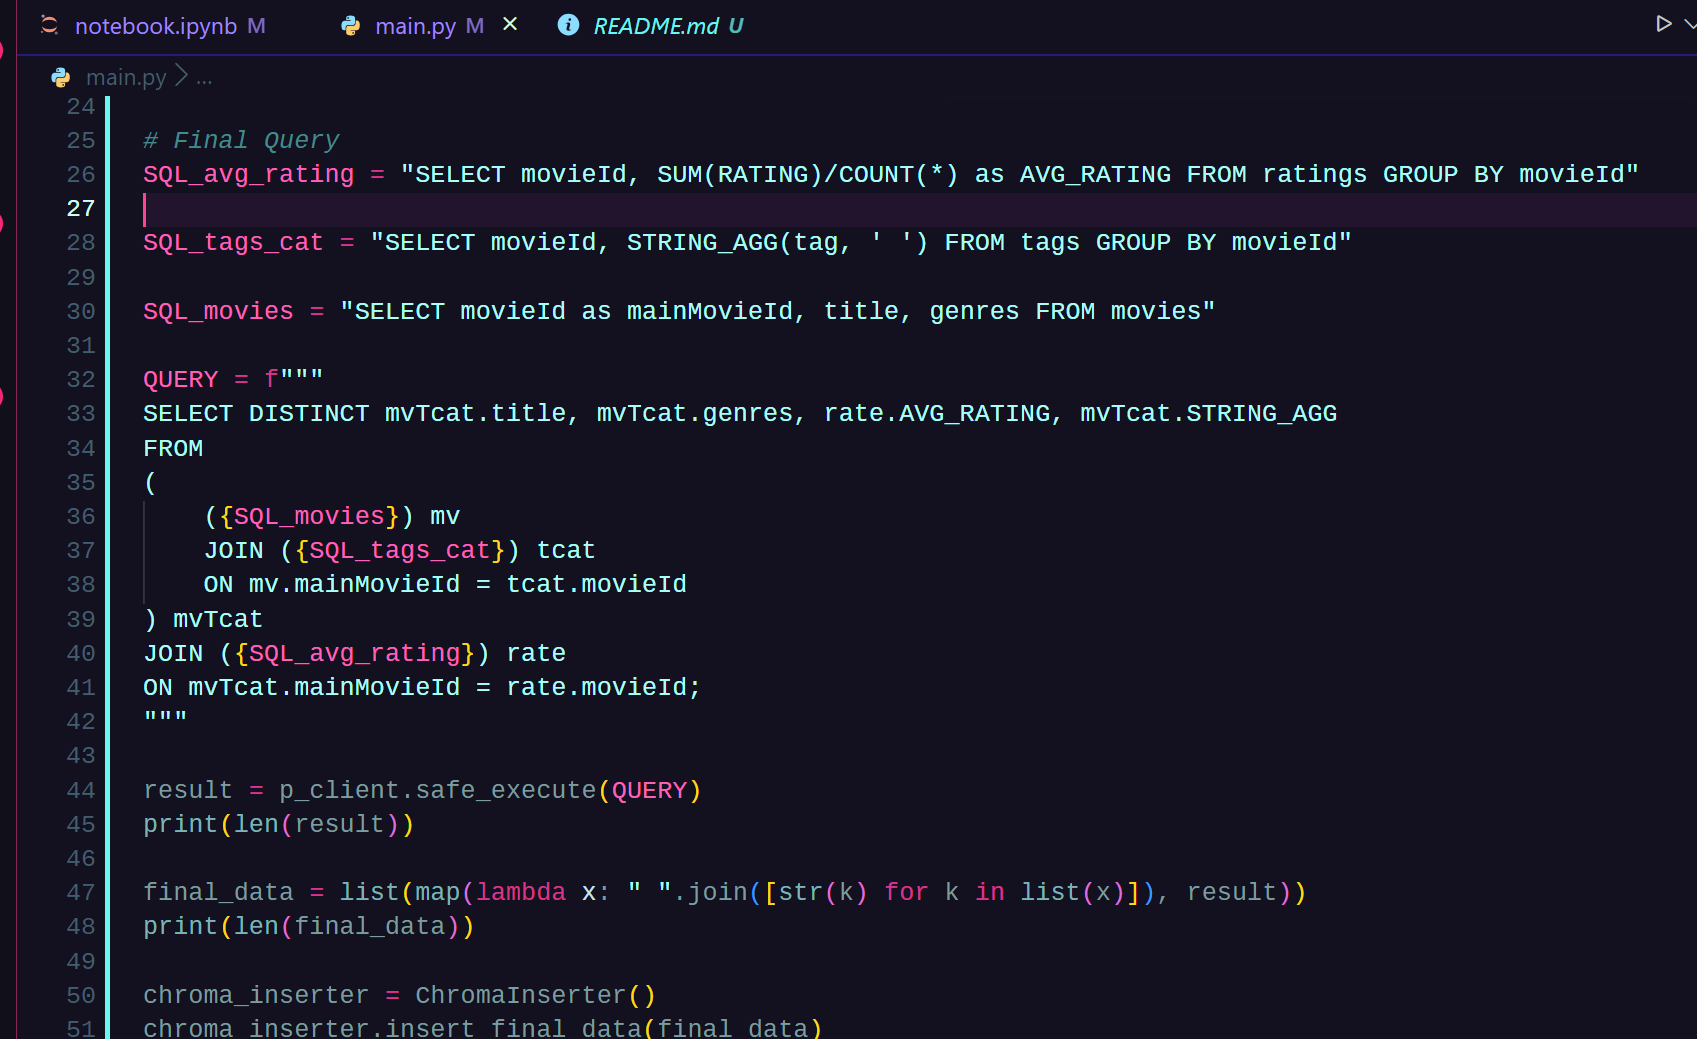 notebook.ipynb M main.py M × README.md U
main.py > ...
24
25 # Final Query
26 SQL_avg_rating = "SELECT movieId, SUM(RATING)/COUNT(*) as AVG_RATING FROM ratings GROUP BY movieId"
27
28 SQL_tags_cat = "SELECT movieId, STRING_AGG(tag, ' ') FROM tags GROUP BY movieId"
29
30 SQL_movies = "SELECT movieId as mainMovieId, title, genres FROM movies"
31
32 QUERY = f"""
33 SELECT DISTINCT mvTcat.title, mvTcat.genres, rate.AVG_RATING, mvTcat.STRING_AGG
34 FROM
35 (
36     ({SQL_movies}) mv
37     JOIN ({SQL_tags_cat}) tcat
38     ON mv.mainMovieId = tcat.movieId
39 ) mvTcat
40 JOIN ({SQL_avg_rating}) rate
41 ON mvTcat.mainMovieId = rate.movieId;
42 """
43
44 result = p_client.safe_execute(QUERY)
45 print(len(result))
46
47 final_data = list(map(lambda x: " ".join([str(k) for k in list(x)]), result))
48 print(len(final_data))
49
50 chroma_inserter = ChromaInserter()
51 chroma_inserter.insert_final_data(final_data)